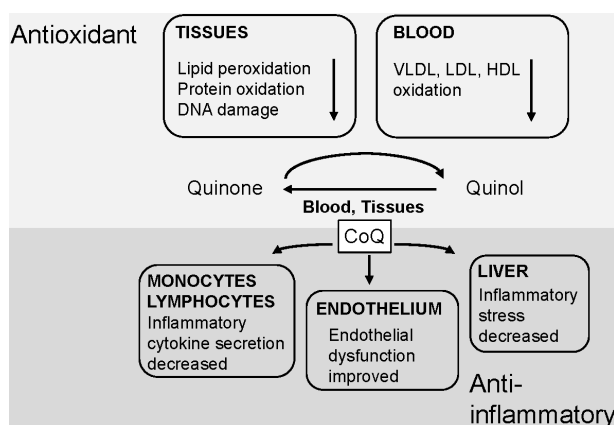 Antioxidant
TISSUES
Lipid peroxidation
Protein oxidation
DNA damage
BLOOD
VLDL, LDL, HDL
oxidation
Quinone
Quinol
Blood, Tissues
CoQ
MONOCYTES
LYMPHOCYTES
Inflammatory
cytokine secretion
decreased
ENDOTHELIUM
Endothelial
dysfunction
improved
LIVER
Inflammatory
stress
decreased
Anti-
inflammatory